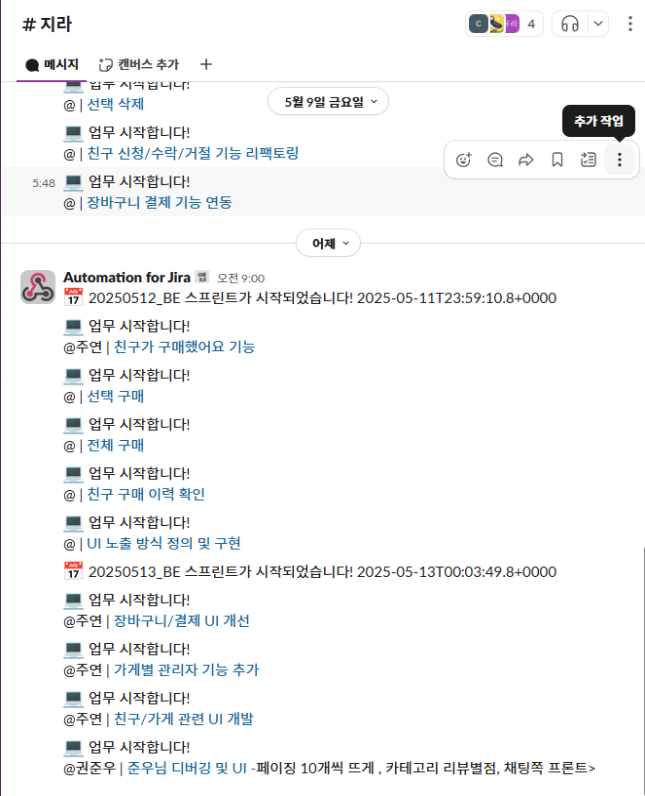 # 지라
C
유리
4
메시지
캔버스 추가
+
업무 시작합니다!
@ | 선택 삭제
5월 9일 금요일
추가 작업
업무 시작합니다!
@ | 친구 신청/수락/거절 기능 리팩토링
5:48 업무 시작합니다!
@ | 장바구니 결제 기능 연동
어제
Automation for Jira 앱 오전 9:00
July 17 20250512_BE 스프린트가 시작되었습니다! 2025-05-11T23:59:10.8+0000
업무 시작합니다!
@주연 | 친구가 구매했어요 기능
업무 시작합니다!
@ | 선택 구매
업무 시작합니다!
@ | 전체 구매
업무 시작합니다!
@ | 친구 구매 이력 확인
업무 시작합니다!
@ | UI 노출 방식 정의 및 구현
July 17 20250513_BE 스프린트가 시작되었습니다! 2025-05-13T00:03:49.8+0000
업무 시작합니다!
@주연 | 장바구니/결제 UI 개선
업무 시작합니다!
@주연 | 가게별 관리자 기능 추가
업무 시작합니다!
@주연 | 친구/가게 관련 UI 개발
업무 시작합니다!
@권준우 | 준우님 디버깅 및 UI -페이징 10개씩 뜨게 , 카테고리 리뷰별점, 채팅쪽 프론트>